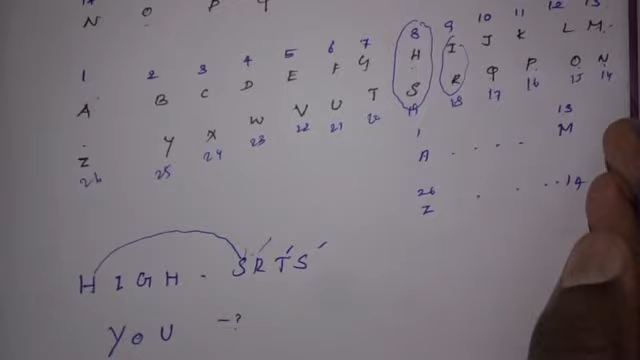 N O P Q
1 2 3 4 5 6 7 8 9 10 11 12 13
A B C D E F G H I J K L M
Z Y X W V U T S R Q P O N
26 25 24 23 22 21 20 19 18 17 16 15 14
1 13
A .... M
26 .... 14
Z
HIGH - SRTS
YOU - ?